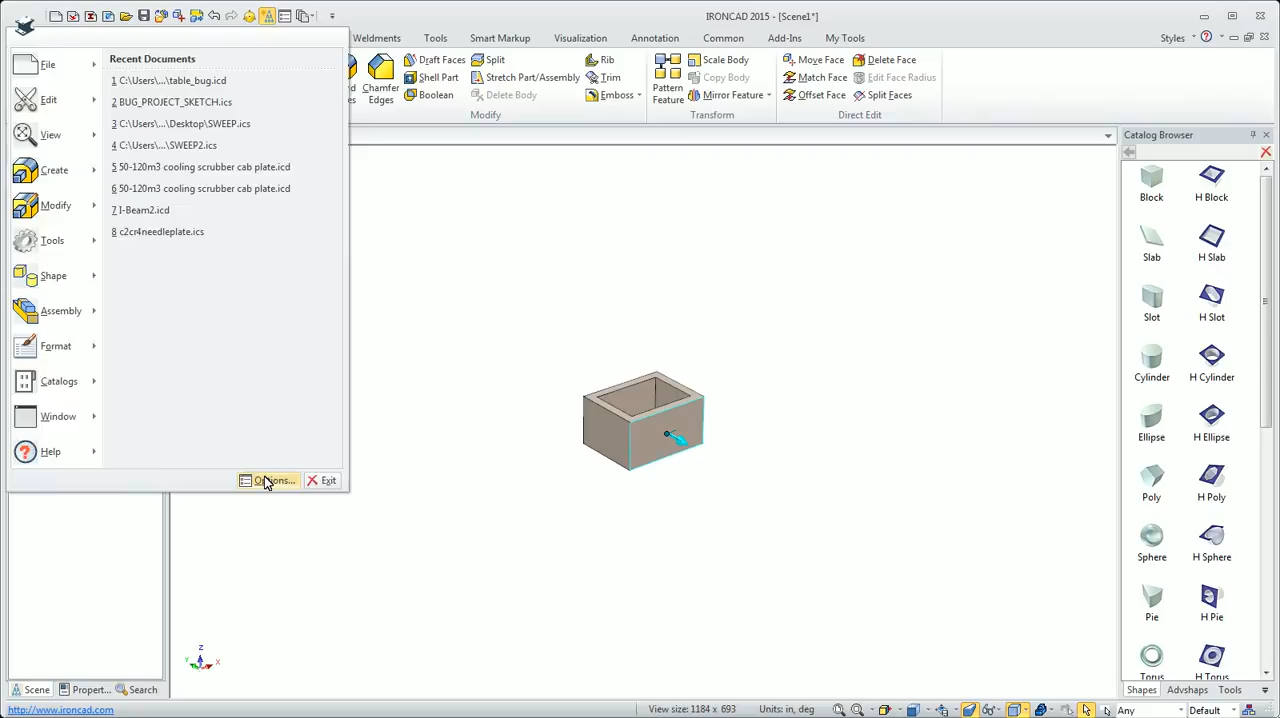 IRONCAD 2015 - [Scene1*]
Weldments Tools Smart Markup Visualization Annotation Common Add-Ins My Tools Styles
Chamfer Edges
Draft Faces
Shell Part
Boolean
Split
Stretch Part/Assembly
Delete Body
Rib
Trim
Emboss
Modify
Pattern Feature
Scale Body
Copy Body
Mirror Feature
Transform
Move Face
Match Face
Offset Face
Delete Face
Edit Face Radius
Split Faces
Direct Edit
File
Edit
View
Create
Modify
Tools
Shape
Assembly
Format
Catalogs
Window
Help
Recent Documents
1 C:\Users\...\table_bug.icd
2 BUG_PROJECT_SKETCH.ics
3 C:\Users\...\Desktop\SWEEP.ics
4 C:\Users\...\SWEEP2.ics
5 50-120m3 cooling scrubber cab plate.icd
6 50-120m3 cooling scrubber cab plate.icd
7 I-Beam2.icd
8 c2cr4needleplate.ics
Options... Exit
Z
Y X
Catalog Browser
Block H Block
Slab H Slab
Slot H Slot
Cylinder H Cylinder
Ellipse H Ellipse
Poly H Poly
Sphere H Sphere
Pie H Pie
Torus H Torus
Shapes Advshaps Tools
Scene Propert... Search
http://www.ironcad.com View size: 1184 x 693 Units: in, deg Any Default